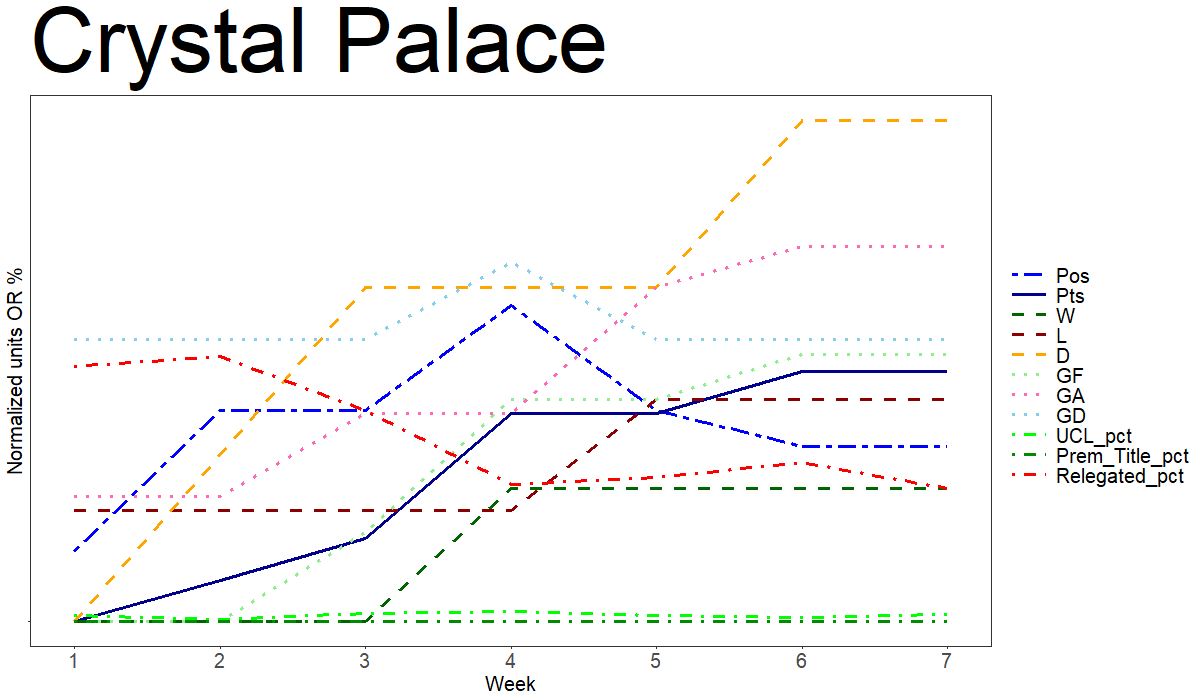 Crystal Palace
Normalized units OR %
1 2 3 4 5 6 7
Week
Pos
Pts
W
L
D
GF
GA
GD
UCL_pct
Prem_Title_pct
Relegated_pct